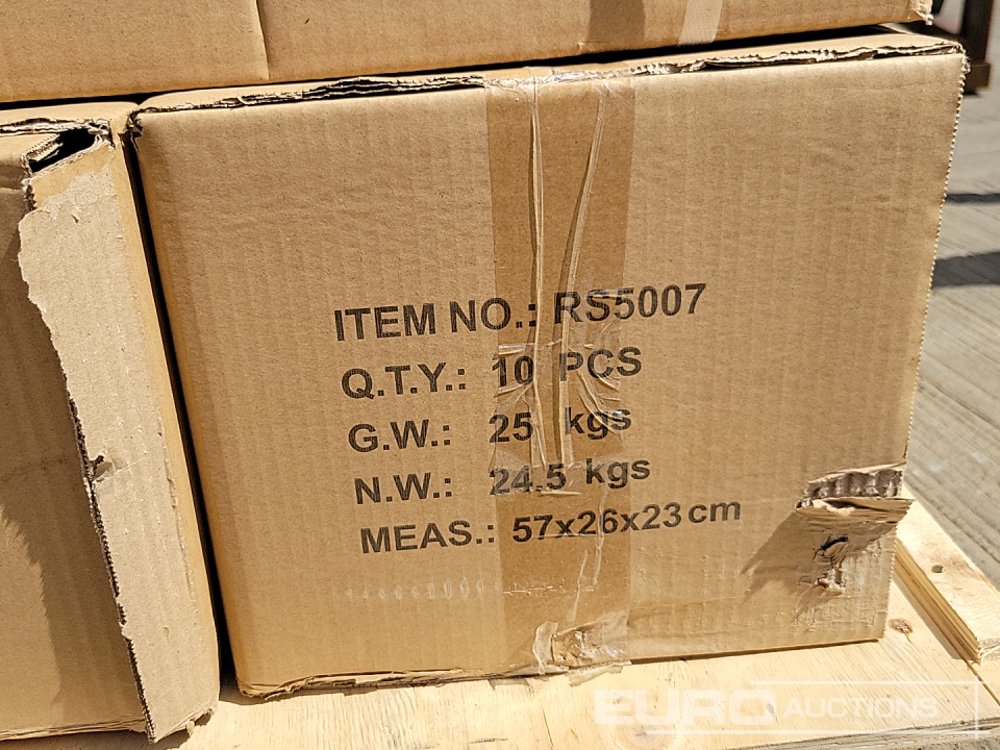 ITEM NO.: RS5007
Q.T.Y.: 10 PCS
G.W.: 25 kgs
N.W.: 24.5 kgs
MEAS.: 57x26x23cm
EURO AUCTIONS